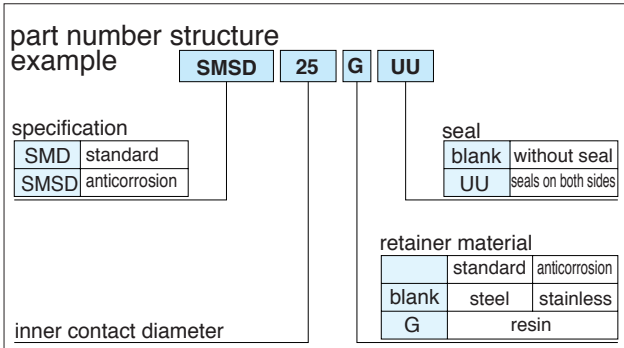 part number structure
example
SMSD 25 G UU
specification
SMD standard
SMSD anticorrosion
seal
blank without seal
UU seals on both sides
retainer material
standard anticorrosion
blank steel stainless
G resin
inner contact diameter